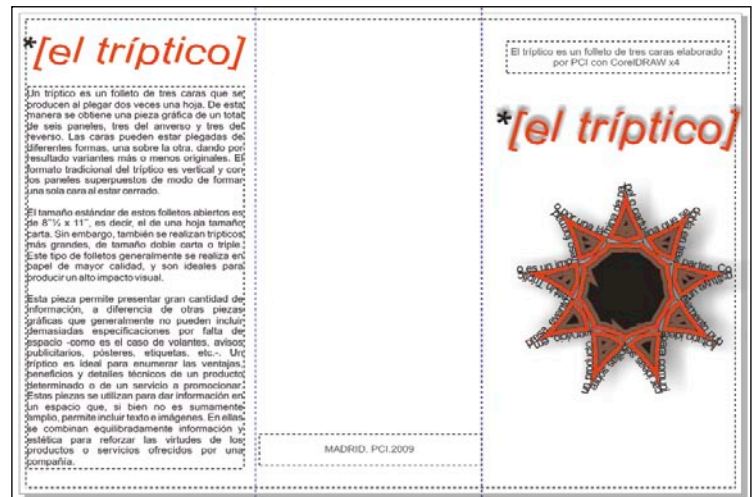 *[el tríptico]
Un tríptico es un folleto de tres caras que se
producen al plegar dos veces una hoja. De esta
manera se obtiene una pieza gráfica de un total
de seis paneles, tres del anverso y tres del
reverso. Las caras pueden estar plegadas de
diferentes formas, una sobre la otra, dando por
resultado variantes más o menos originales. El
formato tradicional del tríptico es vertical y con
los paneles superpuestos de modo de formar
una sola cara al estar cerrado.
El tamaño estándar de estos folletos abiertos es
de 8"½ x 11", es decir, el de una hoja tamaño
carta. Sin embargo, también se realizan trípticos
más grandes, de tamaño doble carta o triple.
Este tipo de folletos generalmente se realiza en
papel de mayor calidad, y son ideales para
producir un alto impacto visual.
Esta pieza permite presentar gran cantidad de
información, a diferencia de otras piezas
gráficas que generalmente no pueden incluir
demasiadas especificaciones por falta de
espacio -como es el caso de volantes, avisos
publicitarios, pósteres, etiquetas, etc.-. Un
tríptico es ideal para enumerar las ventajas,
beneficios y detalles técnicos de un producto
determinado o de un servicio a promocionar.
Estas piezas se utilizan para dar información en
un espacio que, si bien no es sumamente
amplio, permite incluir texto e imágenes. En ellas
se combinan equilibradamente información y
estética para reforzar las virtudes de los
productos o servicios ofrecidos por una
compañía.
MADRID. PCI.2009
El tríptico es un folleto de tres caras elaborado
por PCI con CorelDRAW x4
*[el tríptico]